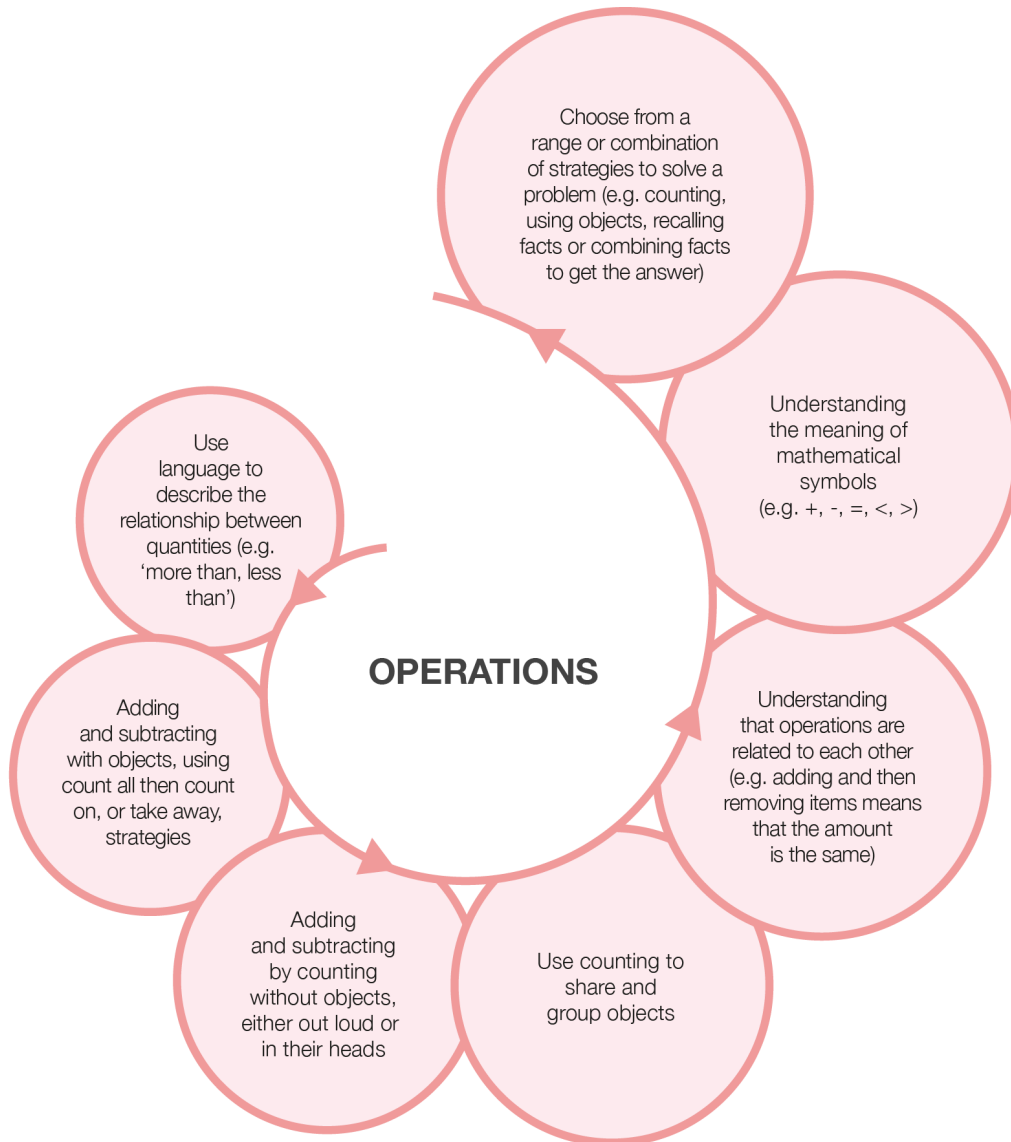 OPERATIONS
Use
language to
describe the
relationship between
quantities (e.g.
‘more than, less
than’)
Adding
and subtracting
with objects, using
count all then count
on, or take away,
strategies
Adding
and subtracting
by counting
without objects,
either out loud or
in their heads
Use counting to
share and
group objects
Understanding
that operations are
related to each other
(e.g. adding and then
removing items means
that the amount
is the same)
Understanding
the meaning of
mathematical
symbols
(e.g. +, -, =, <, >)
Choose from a
range or combination
of strategies to solve a
problem (e.g. counting,
using objects, recalling
facts or combining facts
to get the answer)